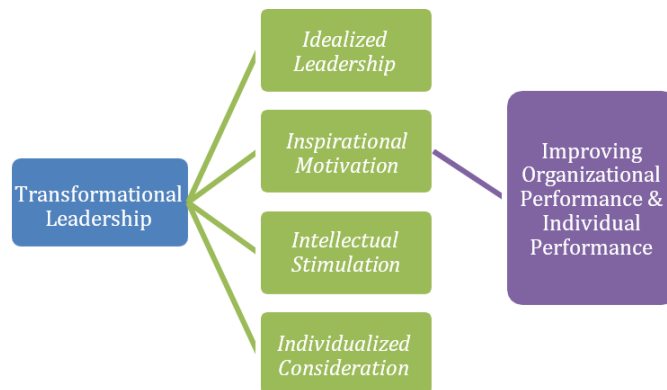 Transformational
Leadership
Idealized
Leadership
Inspirational
Motivation
Intellectual
Stimulation
Individualized
Consideration
Improving
Organizational
Performance &
Individual
Performance